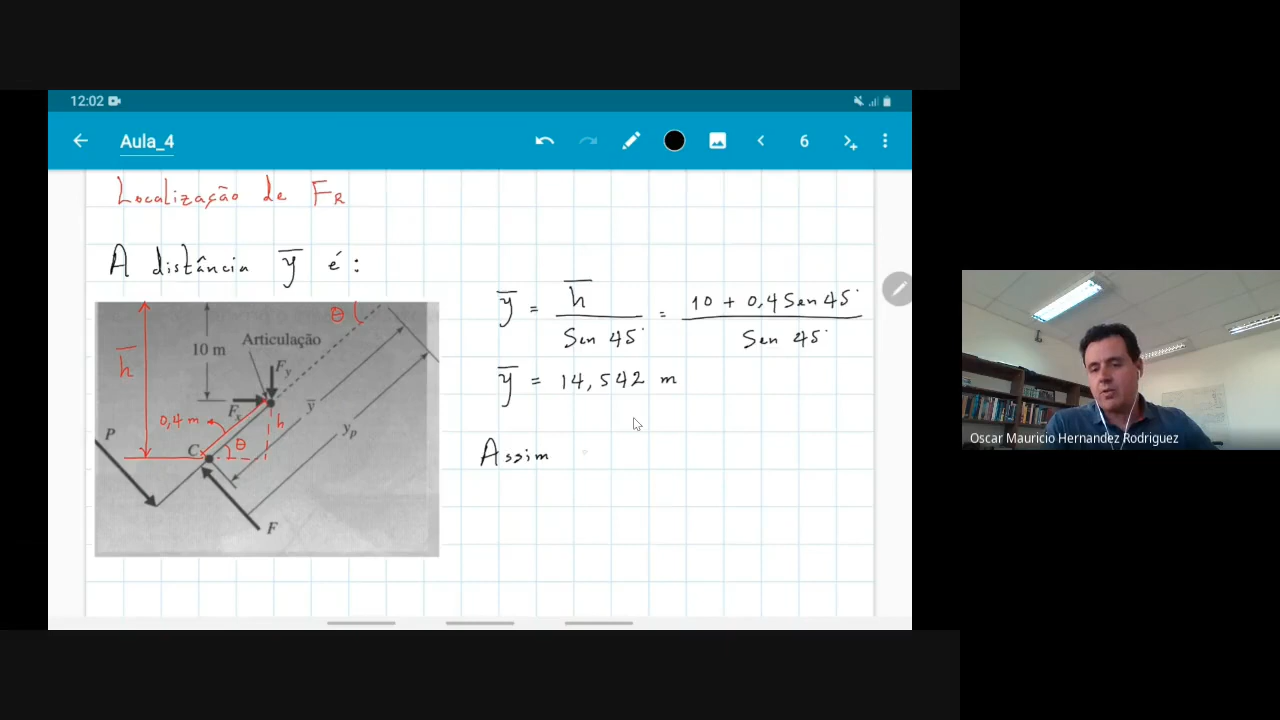 12:02
Aula_4
6
Localização de FR
A distância y̅ é:
y̅ = h̅ / Sen 45° = 10 + 0,4 Sen 45° / Sen 45°
y̅ = 14,542 m
Assim
θ
10 m
Articulação
h̅
Fy
Fx
y̅
0,4 m
h
yp
P
C
θ
F
Oscar Mauricio Hernandez Rodriguez